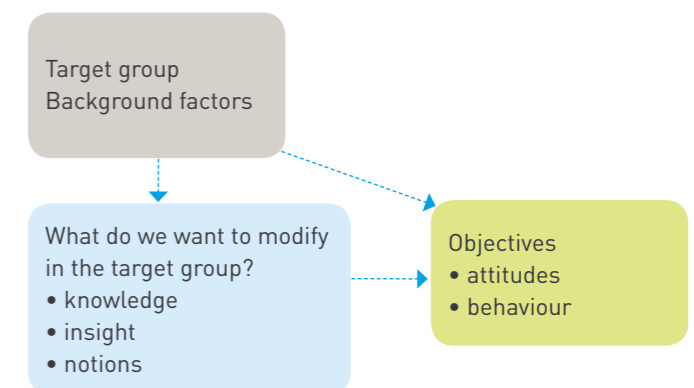 Target group
Background factors
What do we want to modify
in the target group?
• knowledge
• insight
• notions
Objectives
• attitudes
• behaviour